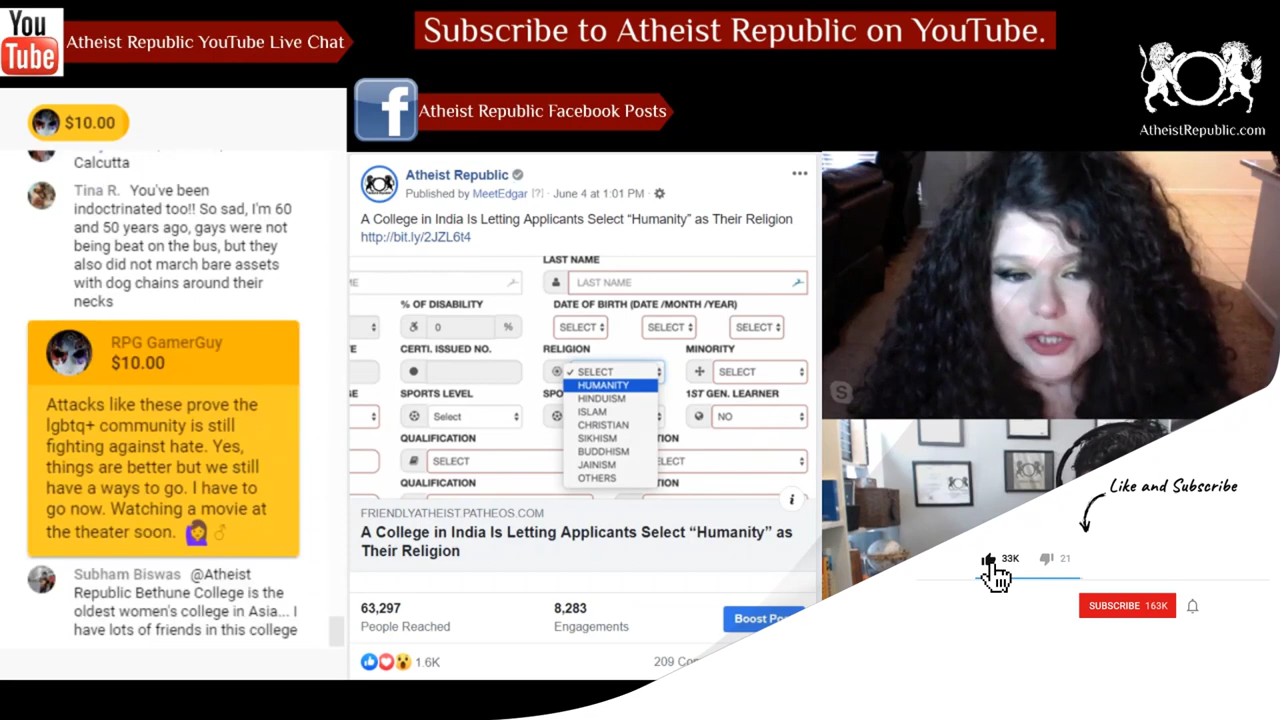 You
Tube
Atheist Republic YouTube Live Chat
Subscribe to Atheist Republic on YouTube.
AtheistRepublic.com
f
Atheist Republic Facebook Posts
$10.00
Calcutta
Tina R. You've been
indoctrinated too!! So sad, I'm 60
and 50 years ago, gays were not
being beat on the bus, but they
also did not march bare assets
with dog chains around their
necks
RPG GamerGuy
$10.00
Attacks like these prove the
lgbtq+ community is still
fighting against hate. Yes,
things are better but we still
have a ways to go. I have to
go now. Watching a movie at
the theater soon. 🙋♂
Subham Biswas @Atheist
Republic Bethune College is the
oldest women's college in Asia... I
have lots of friends in this college
Atheist Republic
Published by MeetEdgar [?] · June 4 at 1:01 PM ·
A College in India Is Letting Applicants Select “Humanity” as Their Religion
http://bit.ly/2JZL6t4
LAST NAME
LAST NAME
% OF DISABILITY
DATE OF BIRTH (DATE /MONTH /YEAR)
0 %
SELECT SELECT SELECT
CERTI. ISSUED NO.
RELIGION
MINORITY
✓ SELECT
SELECT
HUMANITY
HINDUISM
ISLAM
CHRISTIAN
SIKHISM
BUDDHISM
JAINISM
OTHERS
SPORTS LEVEL
1ST GEN. LEARNER
Select
NO
QUALIFICATION
SELECT
QUALIFICATION
FRIENDLYATHEIST.PATHEOS.COM
A College in India Is Letting Applicants Select “Humanity” as
Their Religion
63,297
People Reached
8,283
Engagements
Boost
1.6K
209
Like and Subscribe
33K
21
SUBSCRIBE 163K